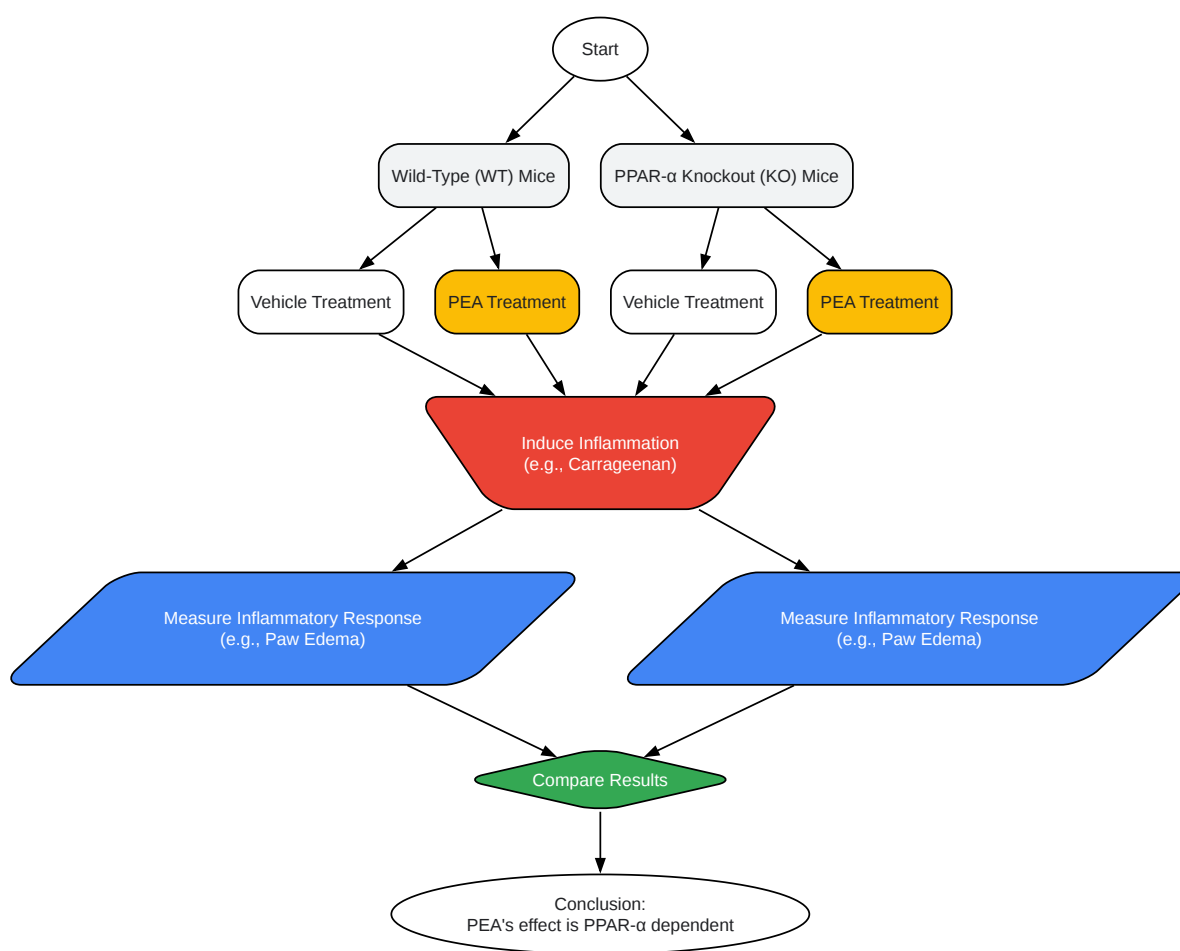 Start
Wild-Type (WT) Mice
PPAR-α Knockout (KO) Mice
Vehicle Treatment
PEA Treatment
Vehicle Treatment
PEA Treatment
Induce Inflammation
(e.g., Carrageenan)
Measure Inflammatory Response
(e.g., Paw Edema)
Measure Inflammatory Response
(e.g., Paw Edema)
Compare Results
Conclusion:
PEA's effect is PPAR-α dependent